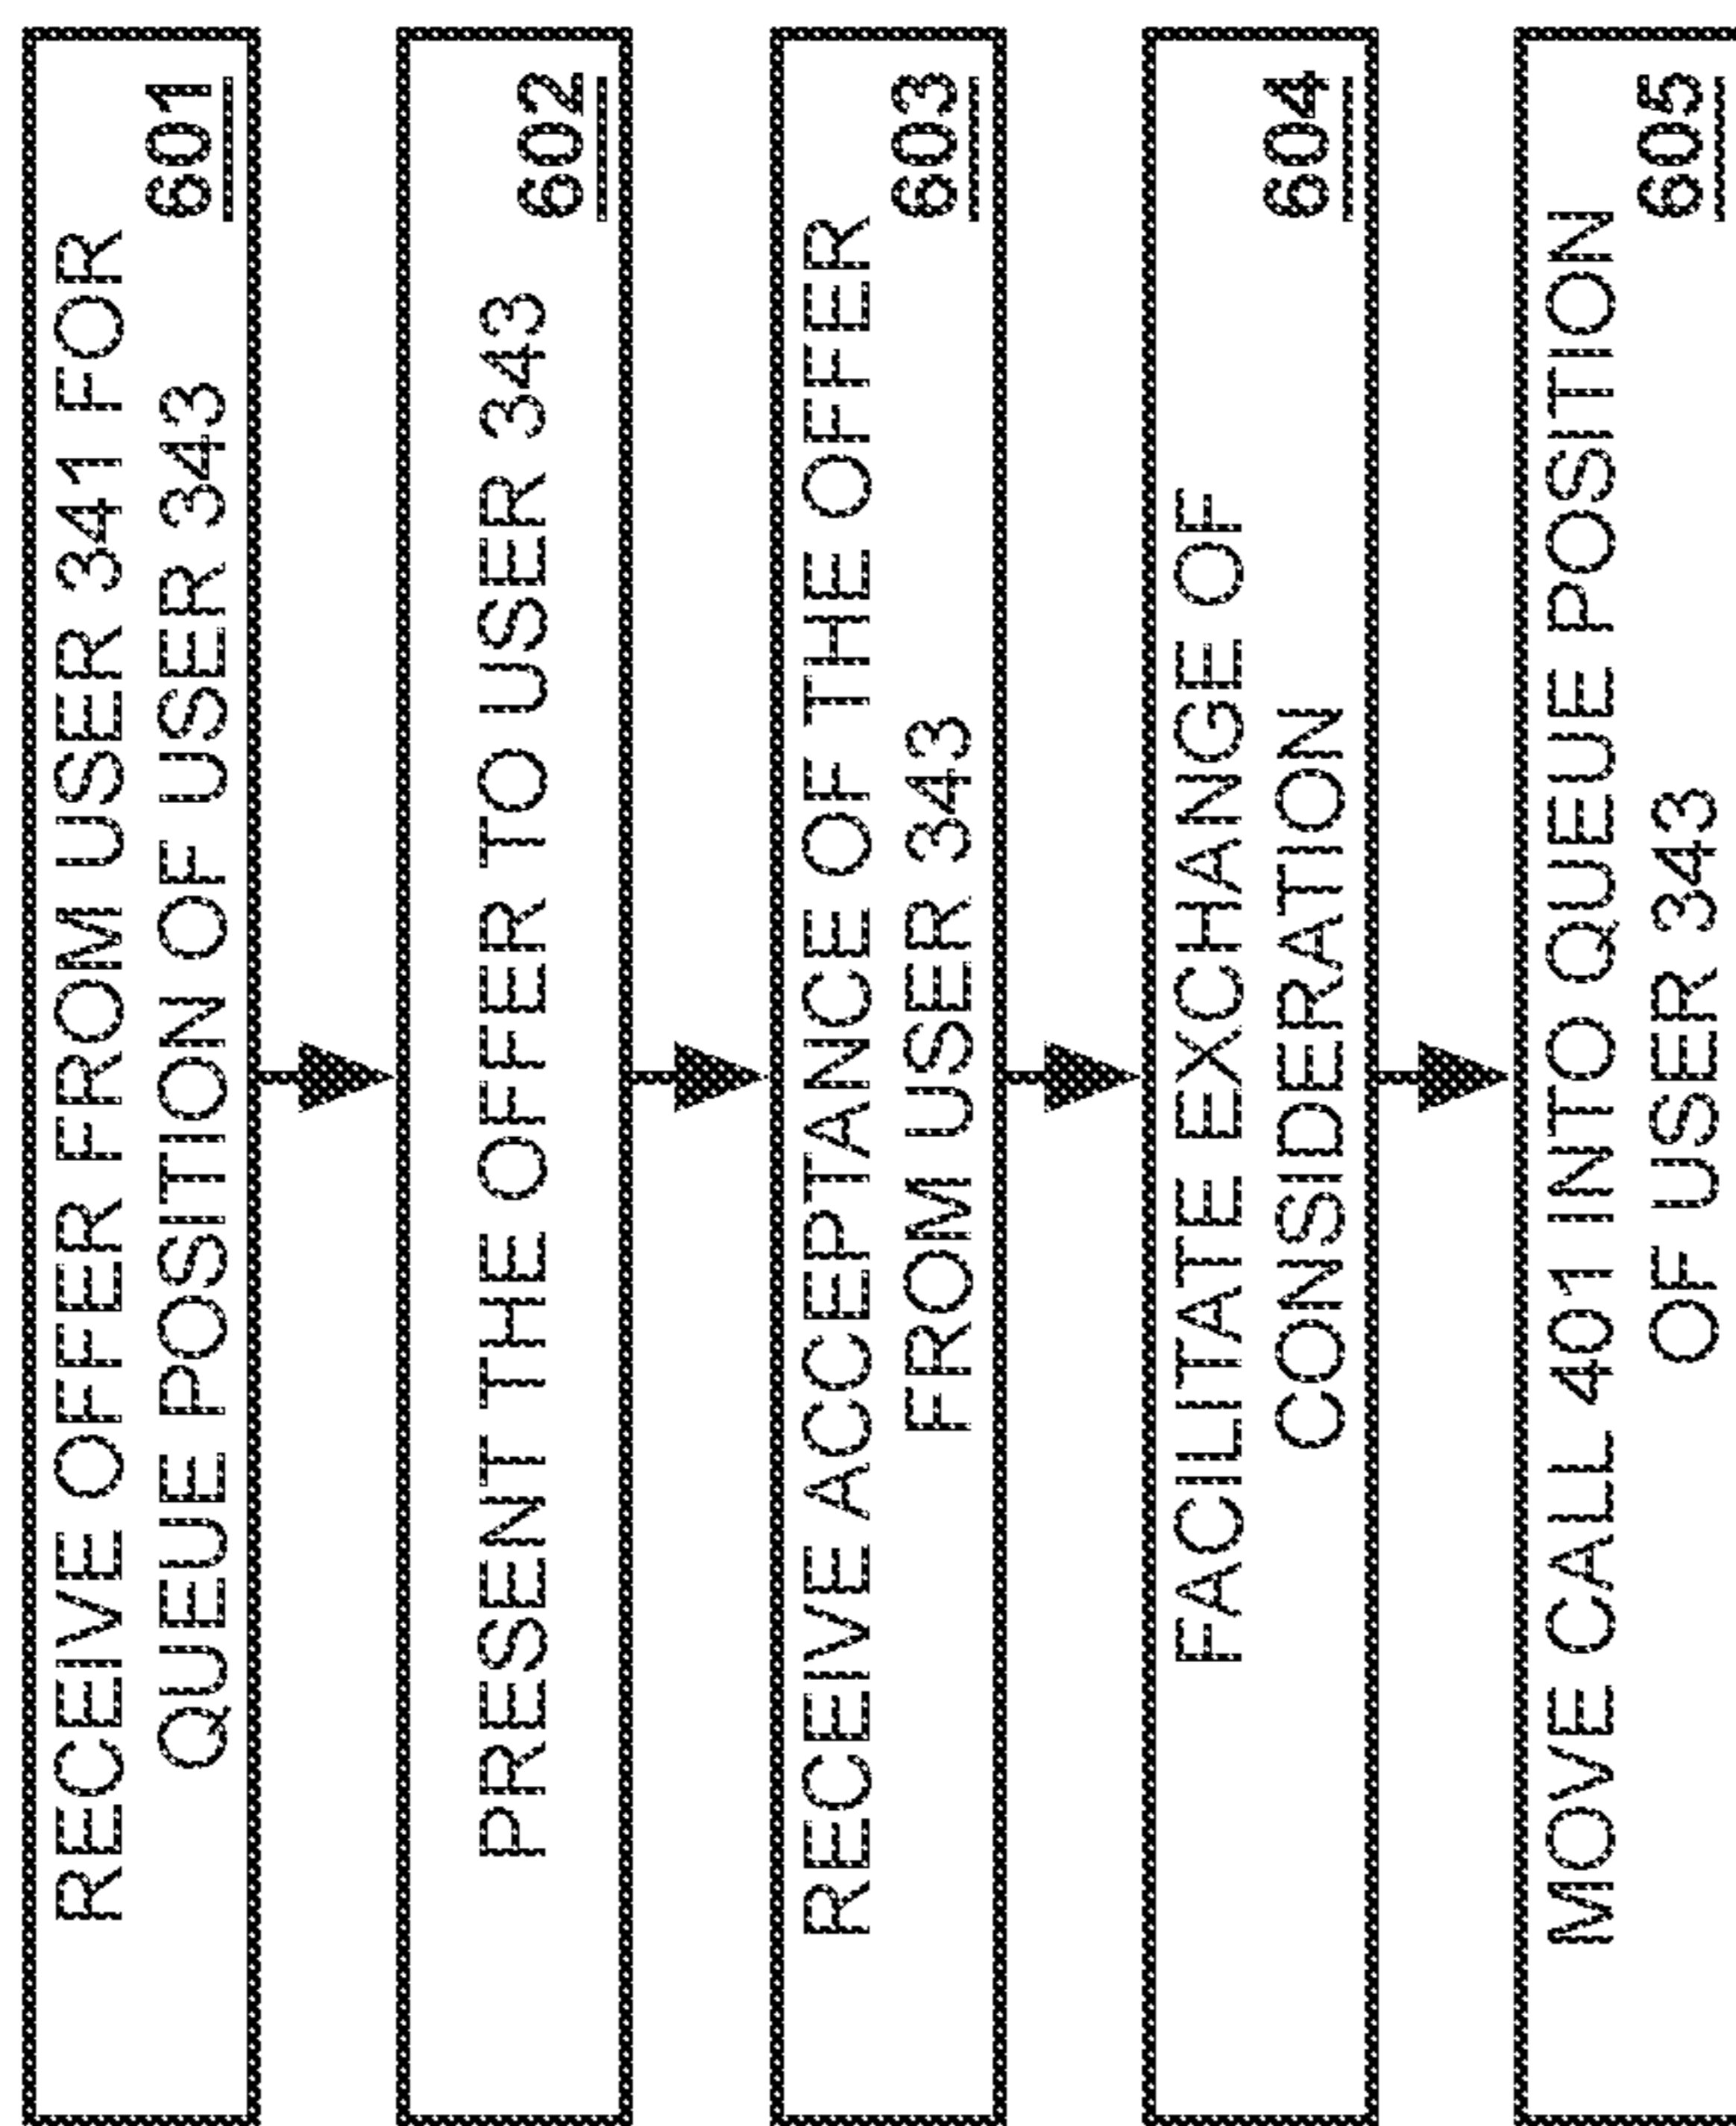 RECEIVE OFFER FROM USER 341 FOR
QUEUE POSITION OF USER 343
601
PRESENT THE OFFER TO USER 343
602
RECEIVE ACCEPTANCE OF THE OFFER
FROM USER 343
603
FACILITATE EXCHANGE OF
CONSIDERATION
604
MOVE CALL 401 INTO QUEUE POSITION
OF USER 343
605